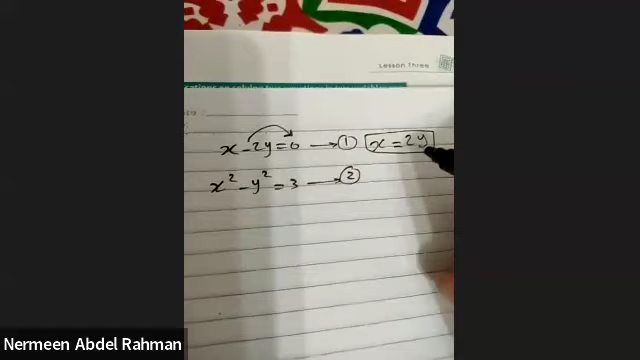 Lesson Three
x - 2y = 0 → ① x = 2y
x² - y² = 3 → ②
Nermeen Abdel Rahman